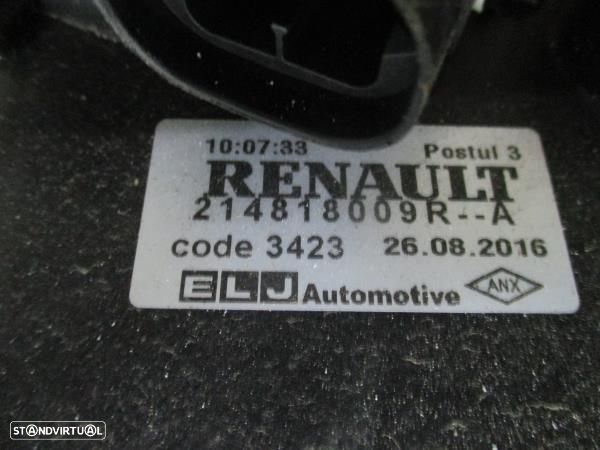 10:07:33 Postul 3
RENAULT
214818009R--A
code 3423 26.08.2016
ELJ Automotive ANX
STANDVIRTUAL